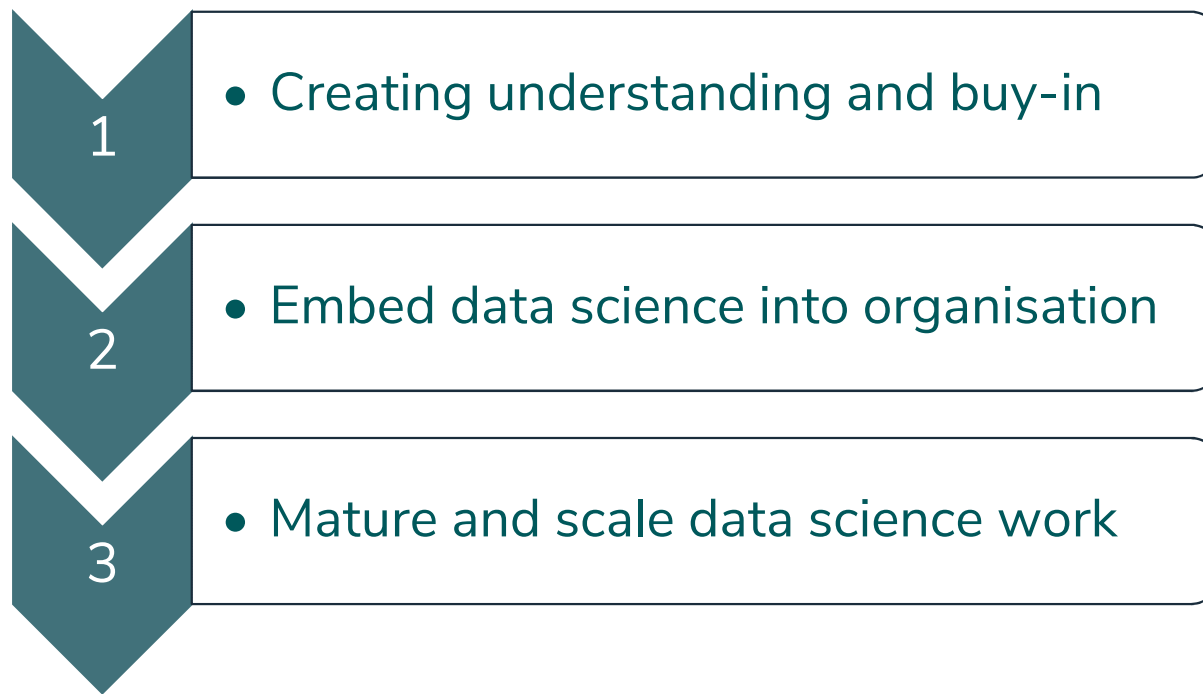 1
• Creating understanding and buy-in
2
• Embed data science into organisation
3
• Mature and scale data science work